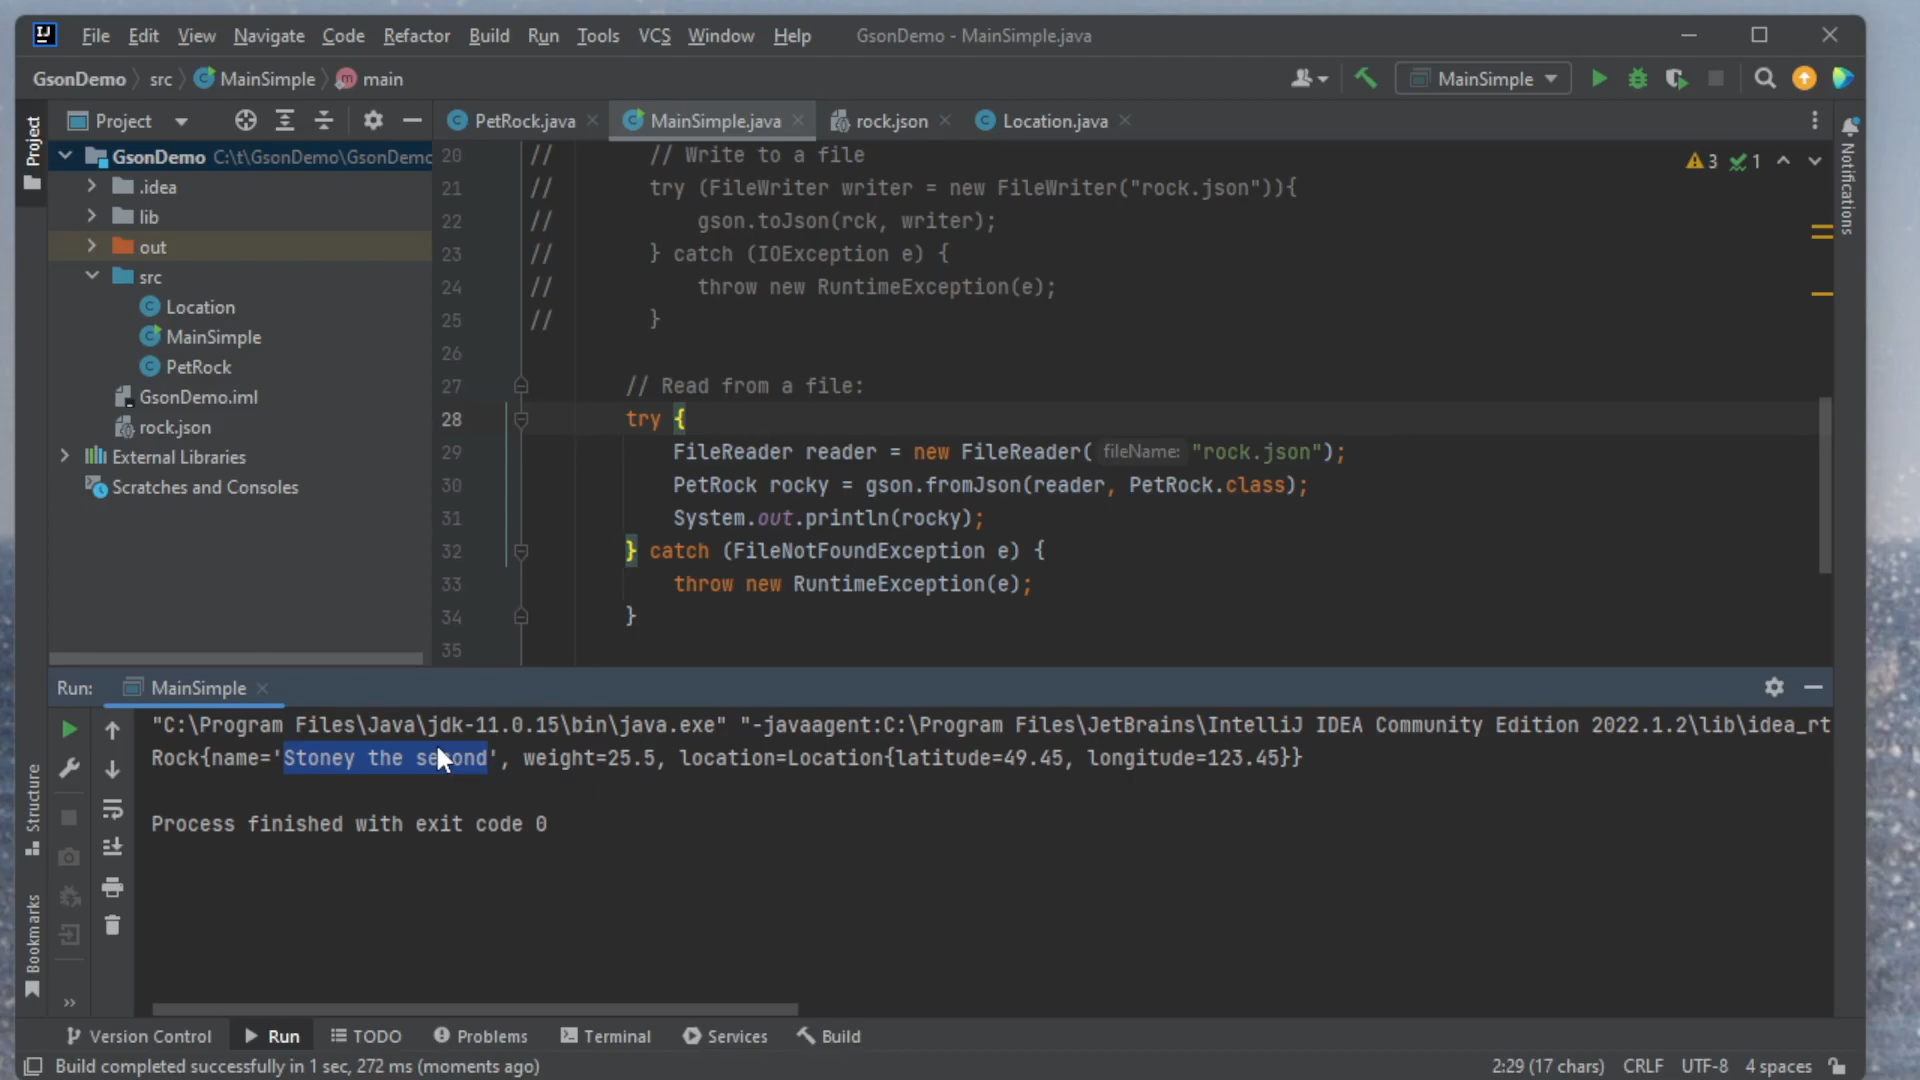 File Edit View Navigate Code Refactor Build Run Tools VCS Window Help GsonDemo - MainSimple.java
GsonDemo src MainSimple main
MainSimple
Project
Project
PetRock.java MainSimple.java rock.json Location.java
Notifications
GsonDemo C:\t\GsonDemo\GsonDemo
.idea
lib
out
src
Location
MainSimple
PetRock
GsonDemo.iml
rock.json
External Libraries
Scratches and Consoles
3 1
20 // // Write to a file
21 // try (FileWriter writer = new FileWriter("rock.json")){
22 // gson.toJson(rck, writer);
23 // } catch (IOException e) {
24 // throw new RuntimeException(e);
25 // }
26
27 // Read from a file:
28 try {
29 FileReader reader = new FileReader( fileName: "rock.json");
30 PetRock rocky = gson.fromJson(reader, PetRock.class);
31 System.out.println(rocky);
32 } catch (FileNotFoundException e) {
33 throw new RuntimeException(e);
34 }
35
Run: MainSimple
"C:\Program Files\Java\jdk-11.0.15\bin\java.exe" "-javaagent:C:\Program Files\JetBrains\IntelliJ IDEA Community Edition 2022.1.2\lib\idea_rt
Rock{name='Stoney the second', weight=25.5, location=Location{latitude=49.45, longitude=123.45}}
Process finished with exit code 0
Structure
Bookmarks
Version Control Run TODO Problems Terminal Services Build
Build completed successfully in 1 sec, 272 ms (moments ago) 2:29 (17 chars) CRLF UTF-8 4 spaces